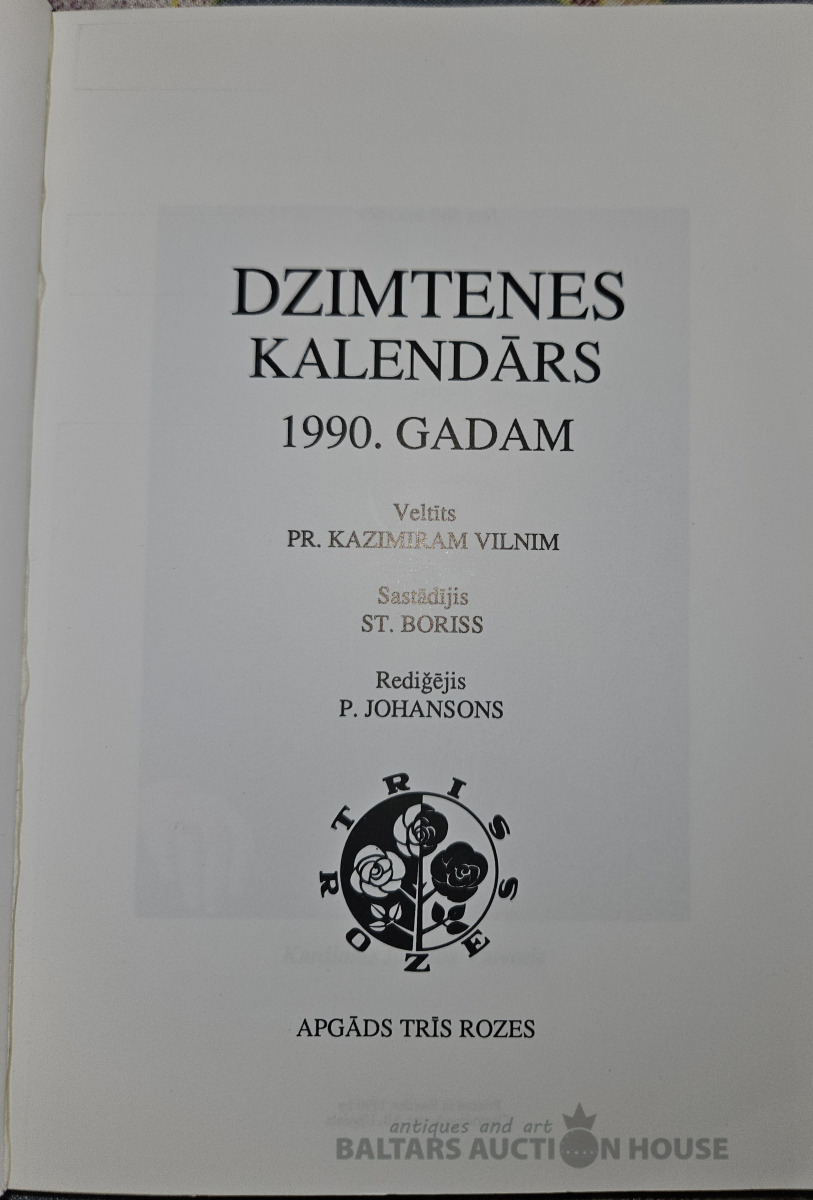 DZIMTENES
KALENDĀRS
1990. GADAM
Veltīts
PR. KAZIMIRAM VILNIM
Sastādījis
ST. BORISS
Rediǧējis
P. JOHANSONS
TRIS
ROZES
APGĀDS TRĪS ROZES
antiques and art
BALTARS AUCTION HOUSE